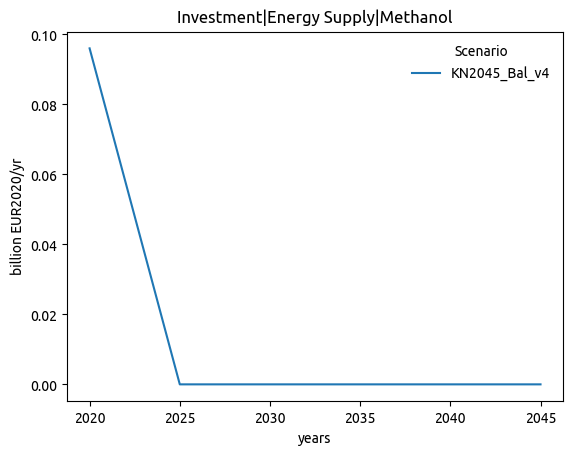 Investment|Energy Supply|Methanol
Scenario
KN2045_Bal_v4
billion EUR2020/yr
0.10
0.08
0.06
0.04
0.02
0.00
2020 2025 2030 2035 2040 2045
years